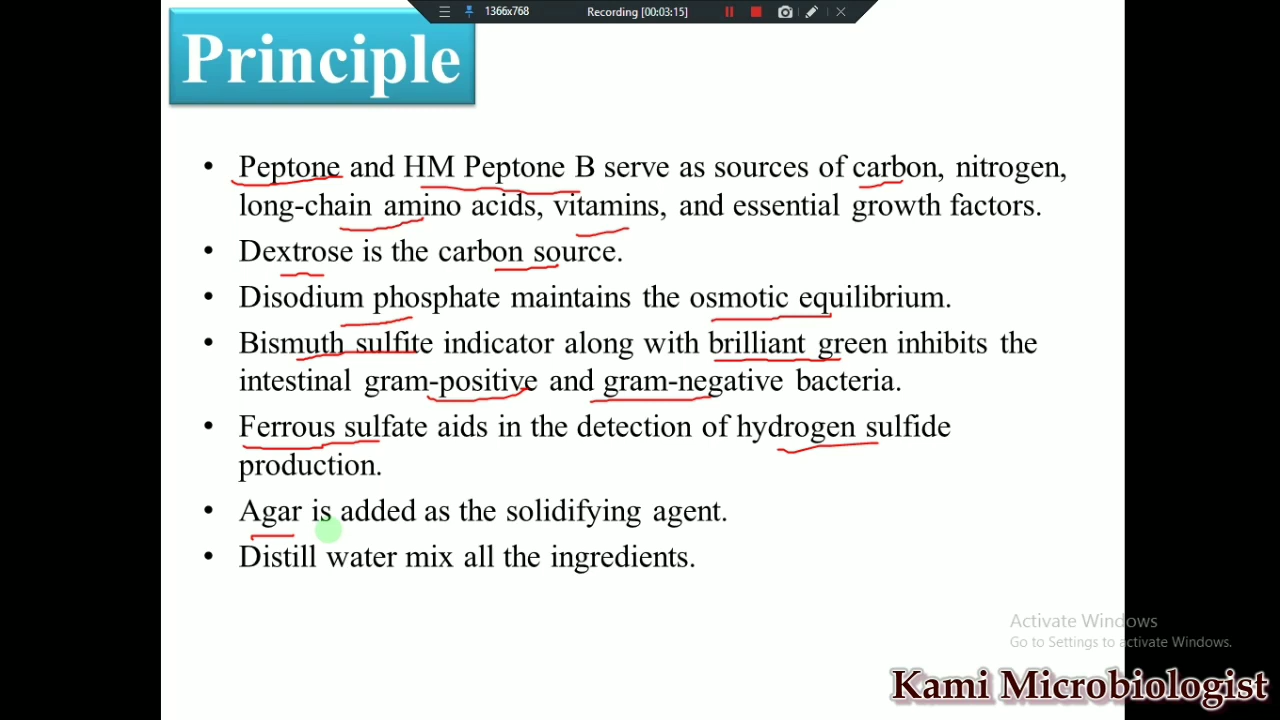 1366x768 Recording [00:03:15]
Principle
• Peptone and HM Peptone B serve as sources of carbon, nitrogen,
long-chain amino acids, vitamins, and essential growth factors.
• Dextrose is the carbon source.
• Disodium phosphate maintains the osmotic equilibrium.
• Bismuth sulfite indicator along with brilliant green inhibits the
intestinal gram-positive and gram-negative bacteria.
• Ferrous sulfate aids in the detection of hydrogen sulfide
production.
• Agar is added as the solidifying agent.
• Distill water mix all the ingredients.
Activate Windows
Go to Settings to activate Windows.
Kami Microbiologist